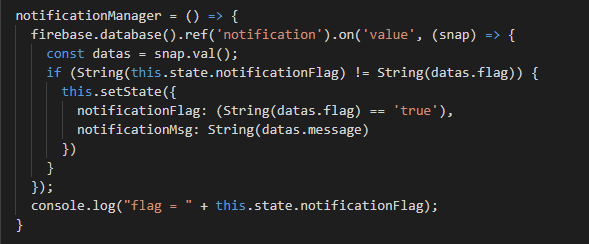 notificationManager = () => {
firebase.database().ref('notification').on('value', (snap) => {
const datas = snap.val();
if (String(this.state.notificationFlag) != String(datas.flag)) {
this.setState({
notificationFlag: (String(datas.flag) == 'true'),
notificationMsg: String(datas.message)
})
}
});
console.log("flag = " + this.state.notificationFlag);
}